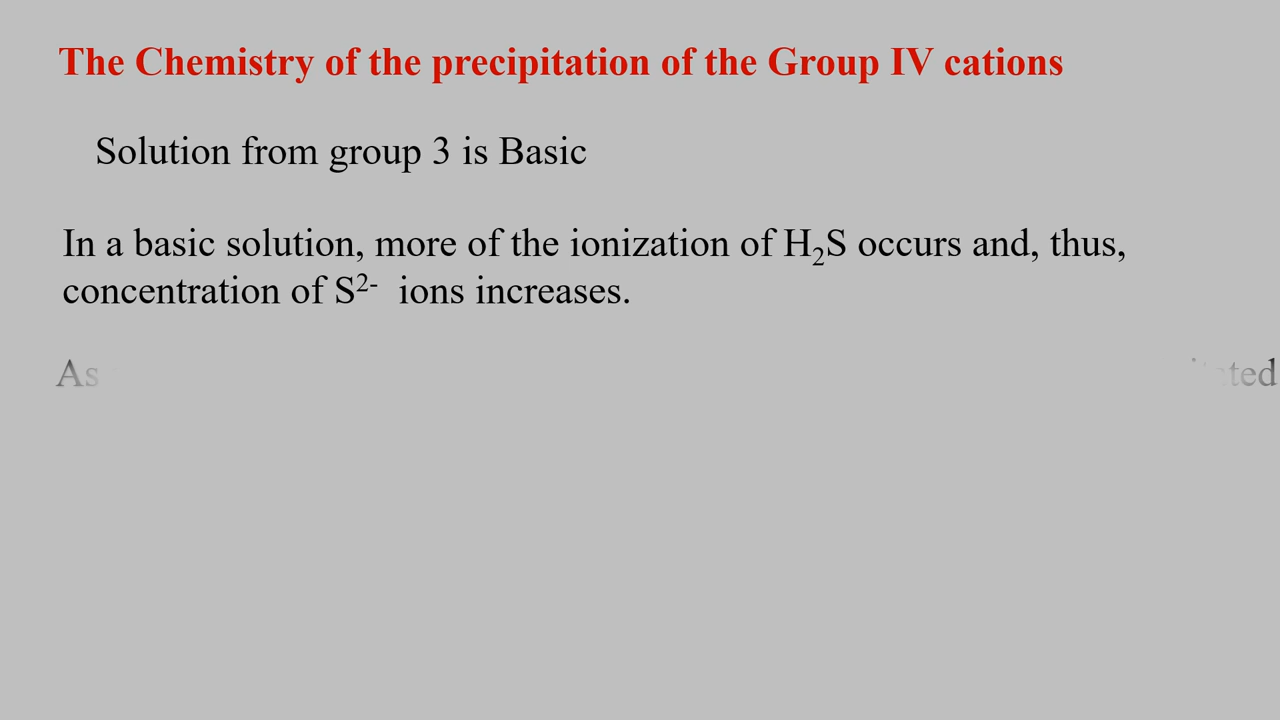 The Chemistry of the precipitation of the Group IV cations
Solution from group 3 is Basic
In a basic solution, more of the ionization of H₂S occurs and, thus,
concentration of S²⁻ ions increases.
As